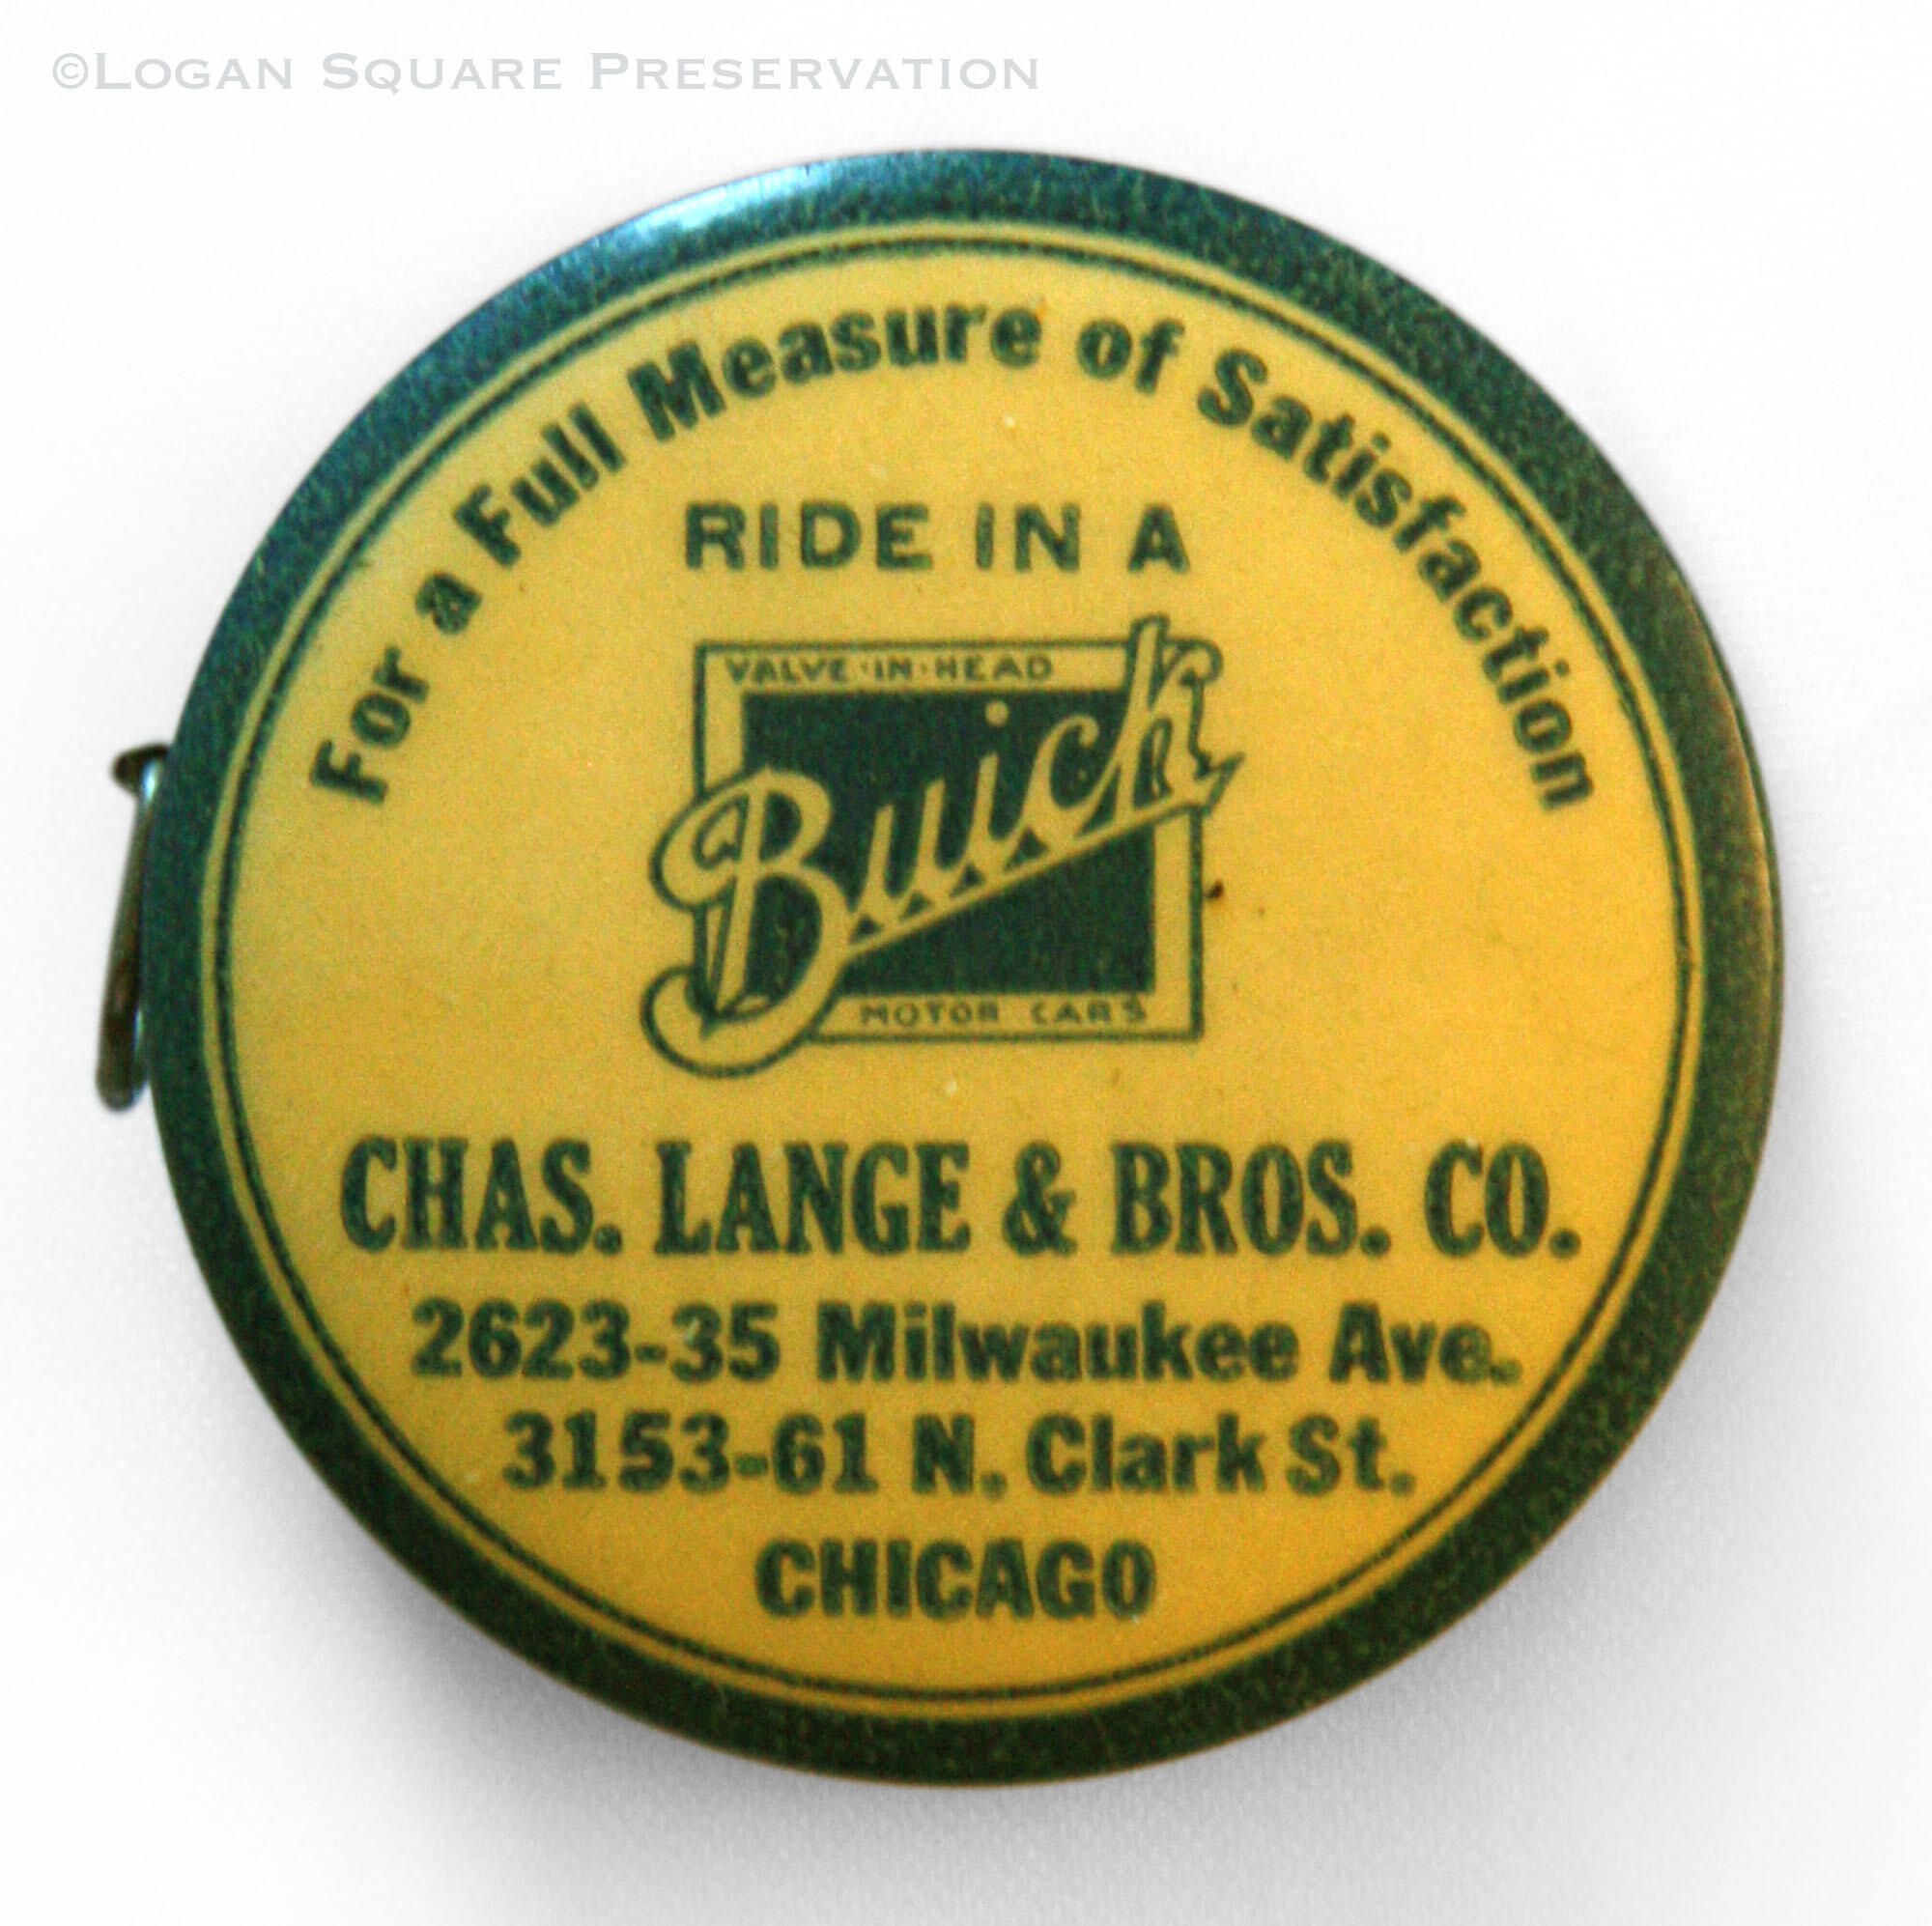 ©Logan Square Preservation
For a Full Measure of Satisfaction
RIDE IN A
VALVE·IN·HEAD
Buick
MOTOR CARS
CHAS. LANGE & BROS. CO.
2623-35 Milwaukee Ave.
3153-61 N. Clark St.
CHICAGO